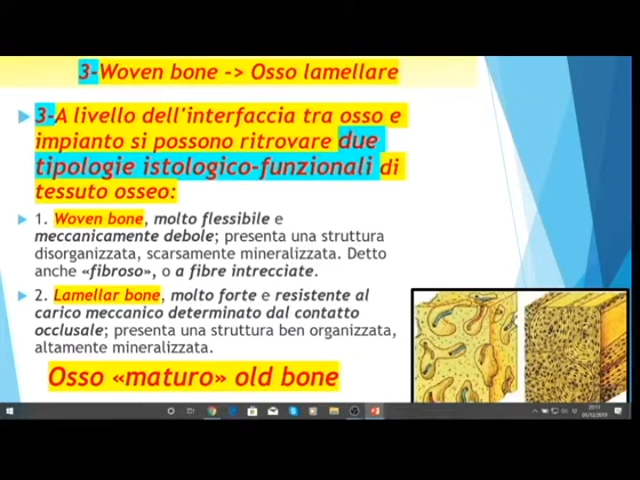 3-Woven bone -> Osso lamellare
3-A livello dell'interfaccia tra osso e
impianto si possono ritrovare due
tipologie istologico-funzionali di
tessuto osseo:
1. Woven bone, molto flessibile e
meccanicamente debole; presenta una struttura
disorganizzata, scarsamente mineralizzata. Detto
anche «fibroso», o a fibre intrecciate.
2. Lamellar bone, molto forte e resistente al
carico meccanico determinato dal contatto
occlusale; presenta una struttura ben organizzata,
altamente mineralizzata.
Osso «maturo» old bone